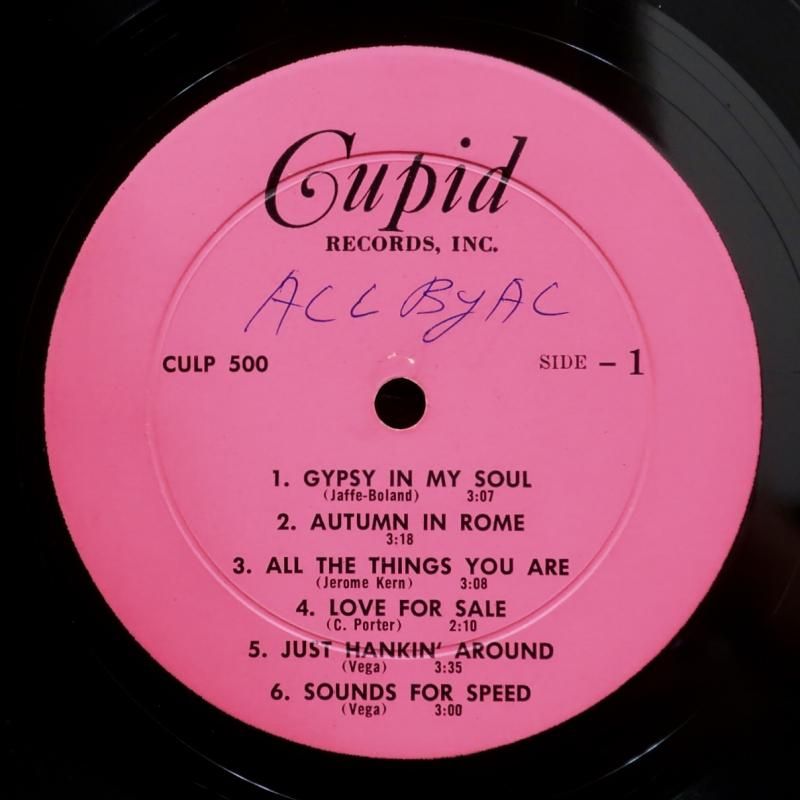 Cupid
RECORDS, INC.
ALL By AL
CULP 500 SIDE – 1
1. GYPSY IN MY SOUL
(Jaffe-Boland) 3:07
2. AUTUMN IN ROME
3:18
3. ALL THE THINGS YOU ARE
(Jerome Kern) 3:08
4. LOVE FOR SALE
(C. Porter) 2:10
5. JUST HANKIN' AROUND
(Vega) 3:35
6. SOUNDS FOR SPEED
(Vega) 3:00